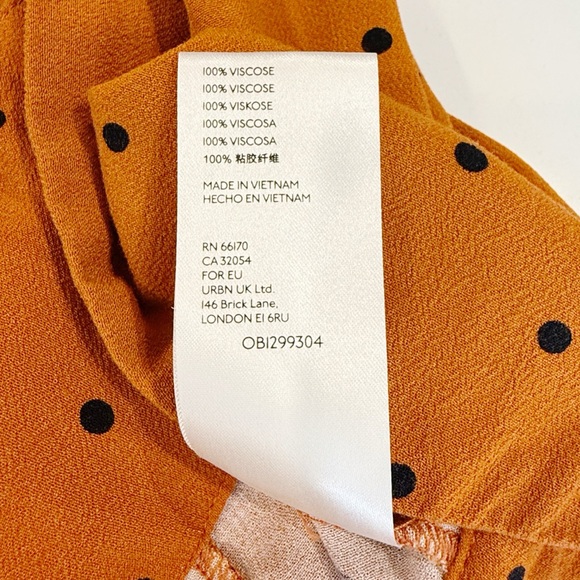 100% VISCOSE
100% VISCOSE
100% VISKOSE
100% VISCOSA
100% VISCOSA
100% 粘胶纤维
MADE IN VIETNAM
HECHO EN VIETNAM
RN 66170
CA 32054
FOR EU
URBN UK Ltd.
146 Brick Lane,
LONDON E1 6RU
OB1299304